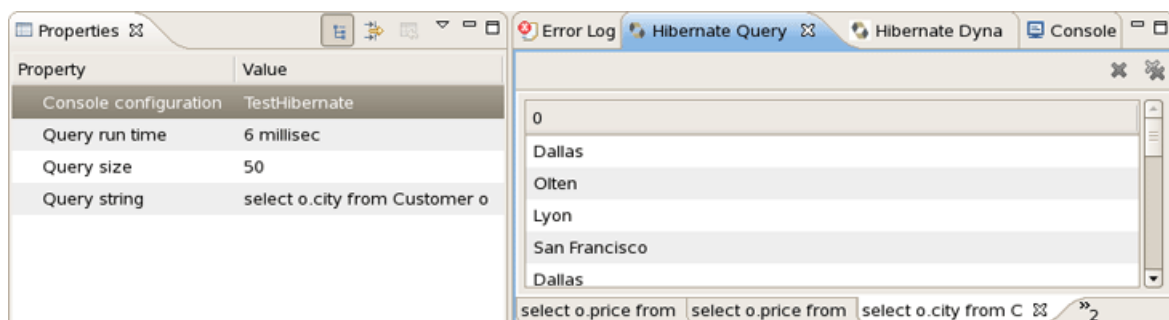 Properties
Property Value
Console configuration TestHibernate
Query run time 6 millisec
Query size 50
Query string select o.city from Customer o
Error Log Hibernate Query Hibernate Dyna Console
0
Dallas
Olten
Lyon
San Francisco
Dallas
select o.price from select o.price from select o.city from C »2